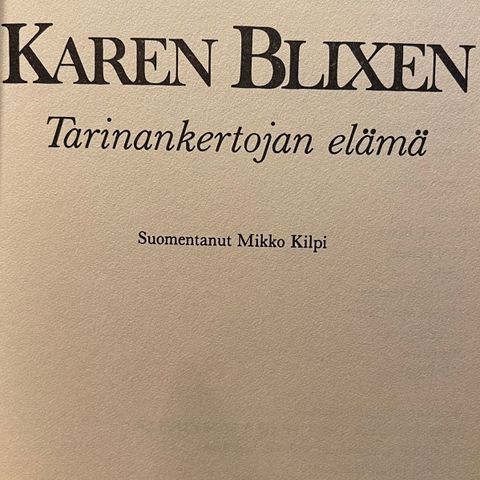 KAREN BLIXEN
Tarinankertojan elämä
Suomentanut Mikko Kilpi